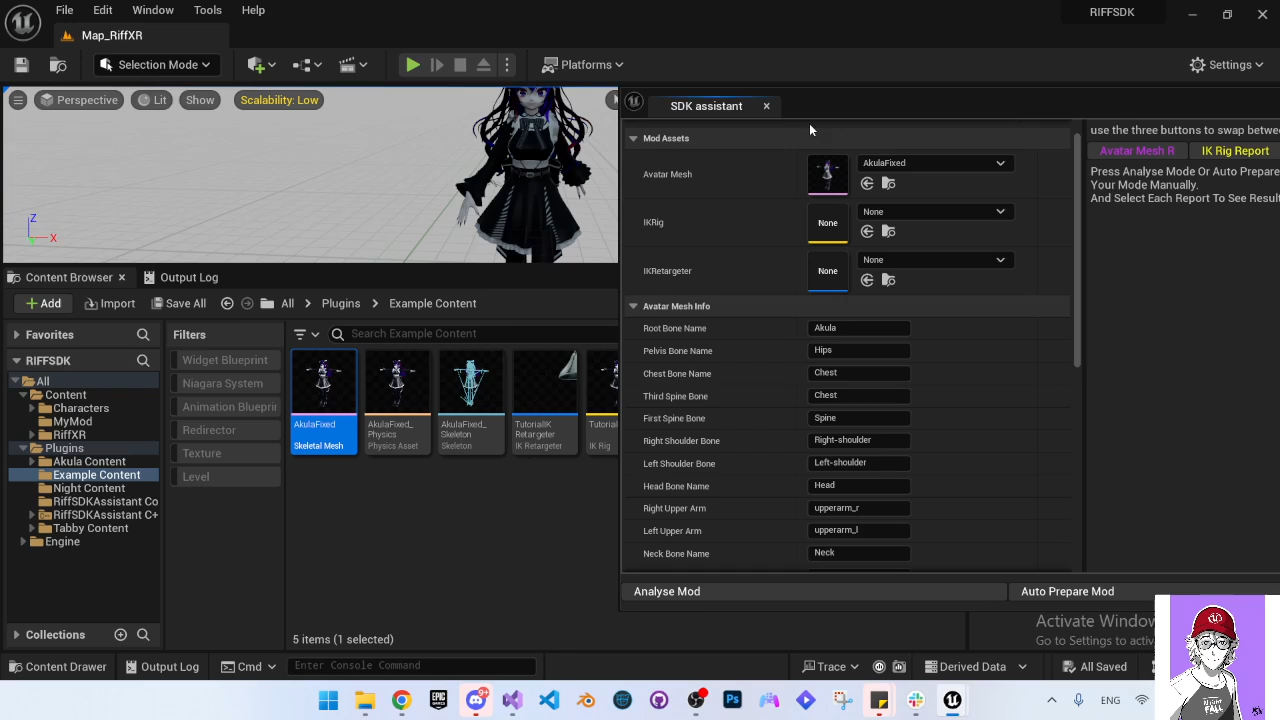 File Edit Window Tools Help
RIFFSDK
Map_RiffXR
Selection Mode
Platforms
Settings
Perspective Lit Show Scalability: Low
Z
X
SDK assistant
use the three buttons to swap betwee
Avatar Mesh R IK Rig Report
Press Analyse Mod Or Auto Prepare
Your Mode Manually.
And Select Each Report To See Result
Mod Assets
Avatar Mesh
AkulaFixed
IKRig
None
None
IKRetargeter
None
None
Avatar Mesh Info
Root Bone Name Akula
Pelvis Bone Name Hips
Chest Bone Name Chest
Third Spine Bone Chest
First Spine Bone Spine
Right Shoulder Bone Right-shoulder
Left Shoulder Bone Left-shoulder
Head Bone Name Head
Right Upper Arm upperarm_r
Left Upper Arm upperarm_l
Neck Bone Name Neck
Analyse Mod Auto Prepare Mod
Content Browser Output Log
Add Import Save All All Plugins Example Content
Favorites
RIFFSDK
All
Content
Characters
MyMod
RiffXR
Plugins
Akula Content
Example Content
Night Content
RiffSDKAssistant Co
RiffSDKAssistant C+
Tabby Content
Engine
Collections
Filters
Widget Blueprint
Niagara System
Animation Blueprin
Redirector
Texture
Level
Search Example Content
AkulaFixed
Skeletal Mesh
AkulaFixed_
Physics
Physics Asset
AkulaFixed_
Skeleton
Skeleton
TutorialIK
Retargeter
IK Retargeter
Tutorial
IK Rig
5 items (1 selected)
Activate Window
Go to Settings to activ
Content Drawer Output Log Cmd Enter Console Command Trace Derived Data All Saved
9+
Ps
ENG